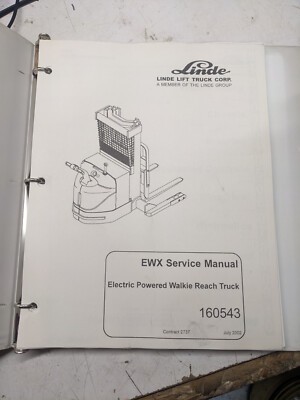 Linde
LINDE LIFT TRUCK CORP.
A MEMBER OF THE LINDE GROUP
EWX Service Manual
Electric Powered Walkie Reach Truck
160543
July 2002